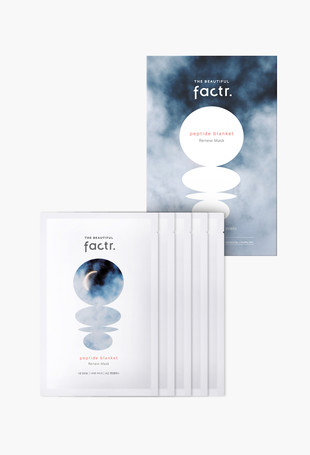 THE BEAUTIFUL
factr.
peptide blanket
Renew Mask
THE BEAUTIFUL
factr.
peptide blanket
Renew Mask